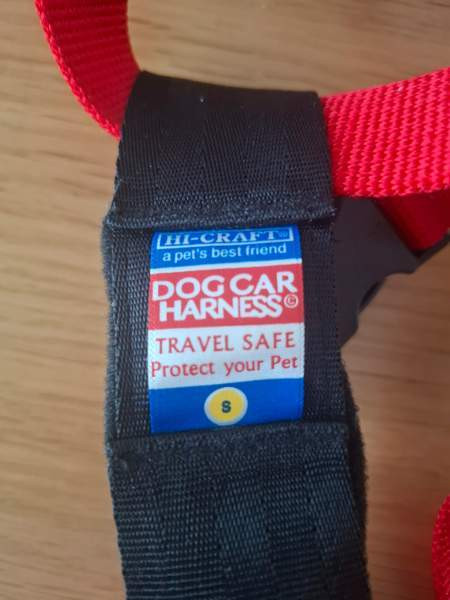 HI-CRAFT®
a pet's best friend
DOG CAR
HARNESS©
TRAVEL SAFE
Protect your Pet
S